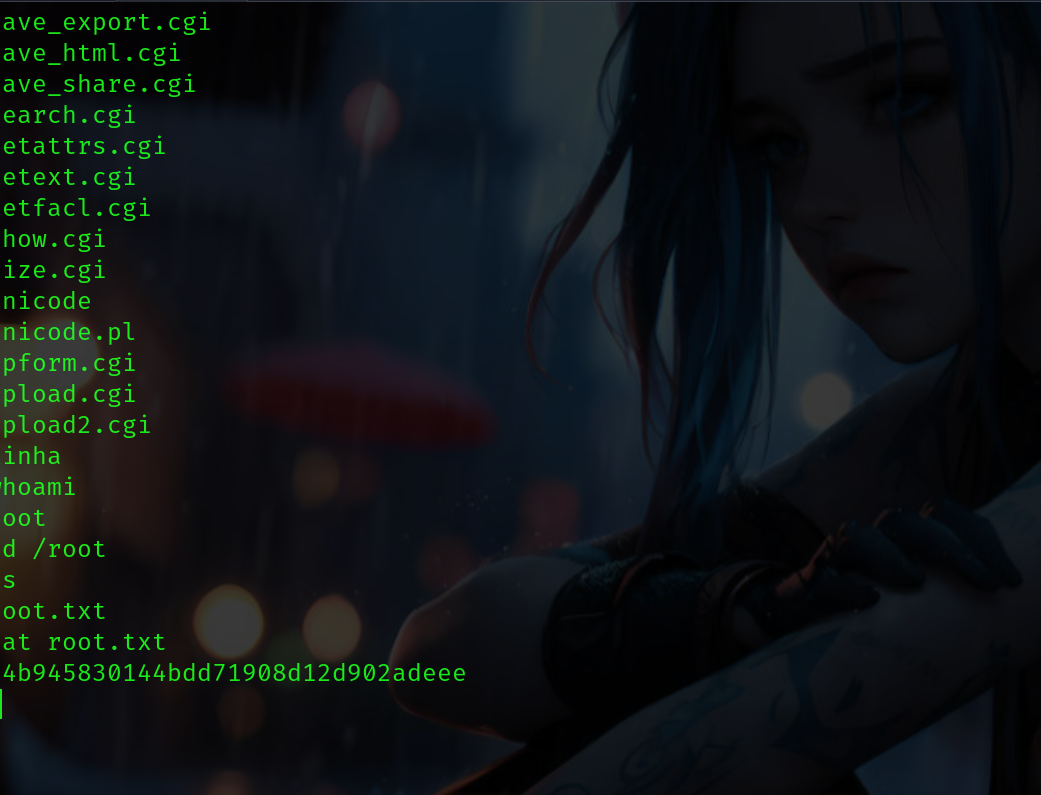 ave_export.cgi
ave_html.cgi
ave_share.cgi
earch.cgi
etattrs.cgi
etext.cgi
etfacl.cgi
how.cgi
ize.cgi
nicode
nicode.pl
pform.cgi
pload.cgi
pload2.cgi
inha
hoami
oot
d /root
s
oot.txt
at root.txt
4b945830144bdd71908d12d902adeee